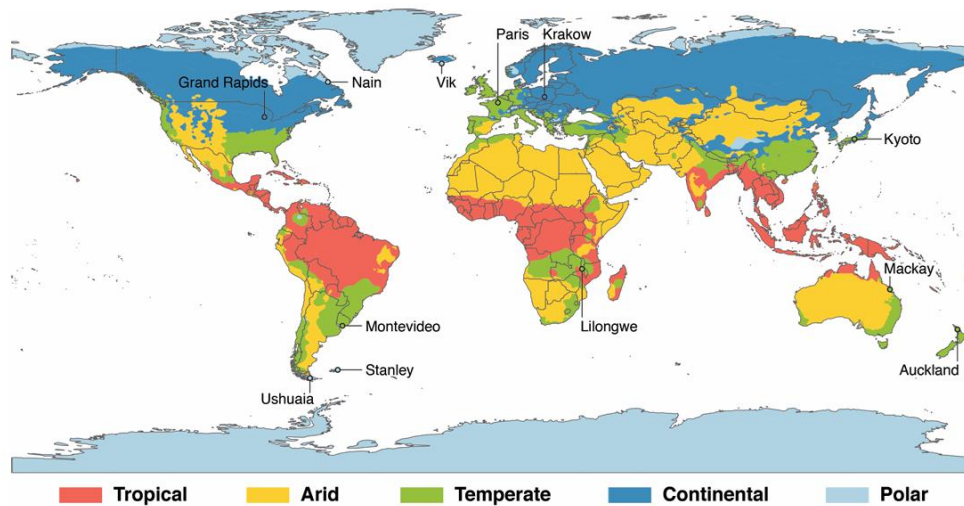 Paris
Krakow
Grand Rapids
Nain
Vik
Kyoto
Mackay
Montevideo
Lilongwe
Stanley
Auckland
Ushuaia
Tropical
Arid
Temperate
Continental
Polar